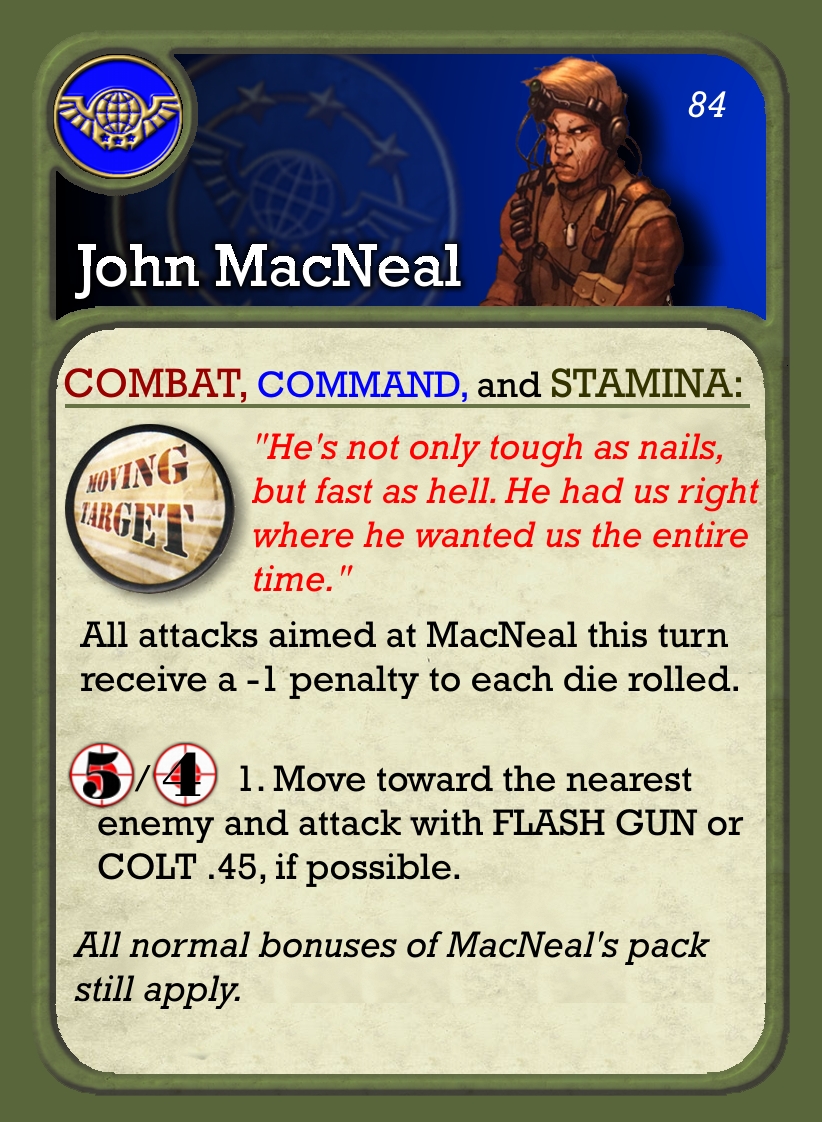 84
John MacNeal
COMBAT, COMMAND, and STAMINA:
MOVING
TARGET
"He's not only tough as nails,
but fast as hell. He had us right
where he wanted us the entire
time."
All attacks aimed at MacNeal this turn
receive a -1 penalty to each die rolled.
5/4 1. Move toward the nearest
enemy and attack with FLASH GUN or
COLT .45, if possible.
All normal bonuses of MacNeal's pack
still apply.